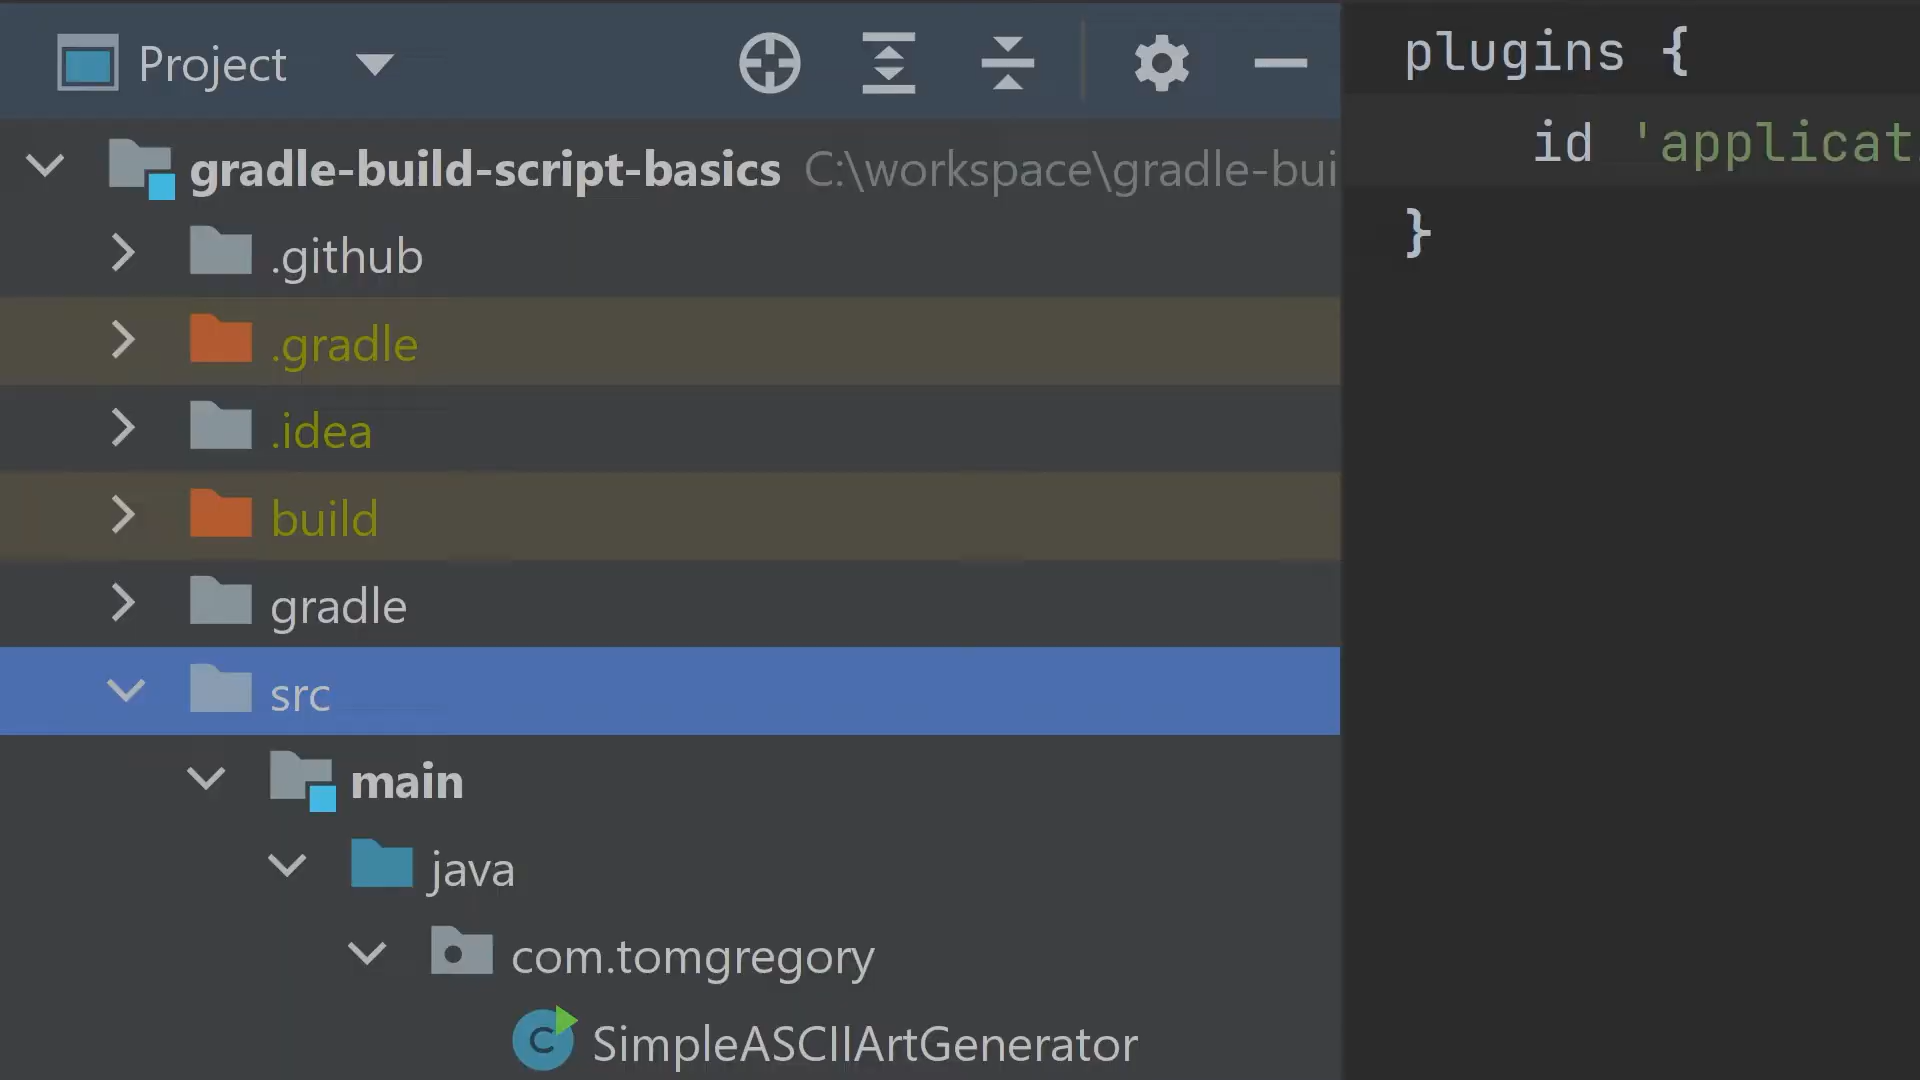 Project
gradle-build-script-basics C:\workspace\gradle-bui
.github
.gradle
.idea
build
gradle
src
main
java
com.tomgregory
SimpleASCIIArtGenerator
plugins {
id 'applicat
}